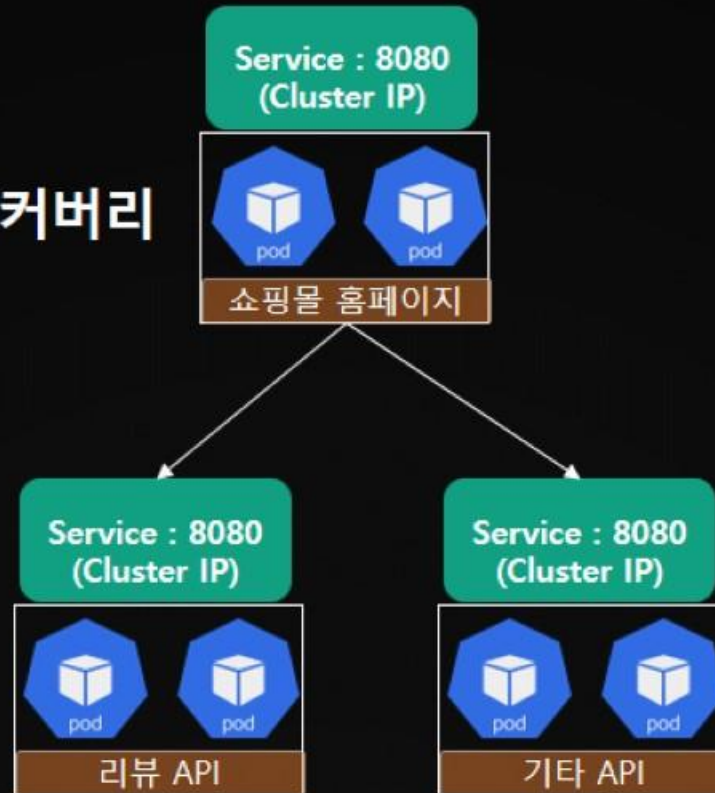 Service : 8080
(Cluster IP)
커버리
pod pod
쇼핑몰 홈페이지
Service : 8080
(Cluster IP)
Service : 8080
(Cluster IP)
pod pod
pod pod
리뷰 API
기타 API